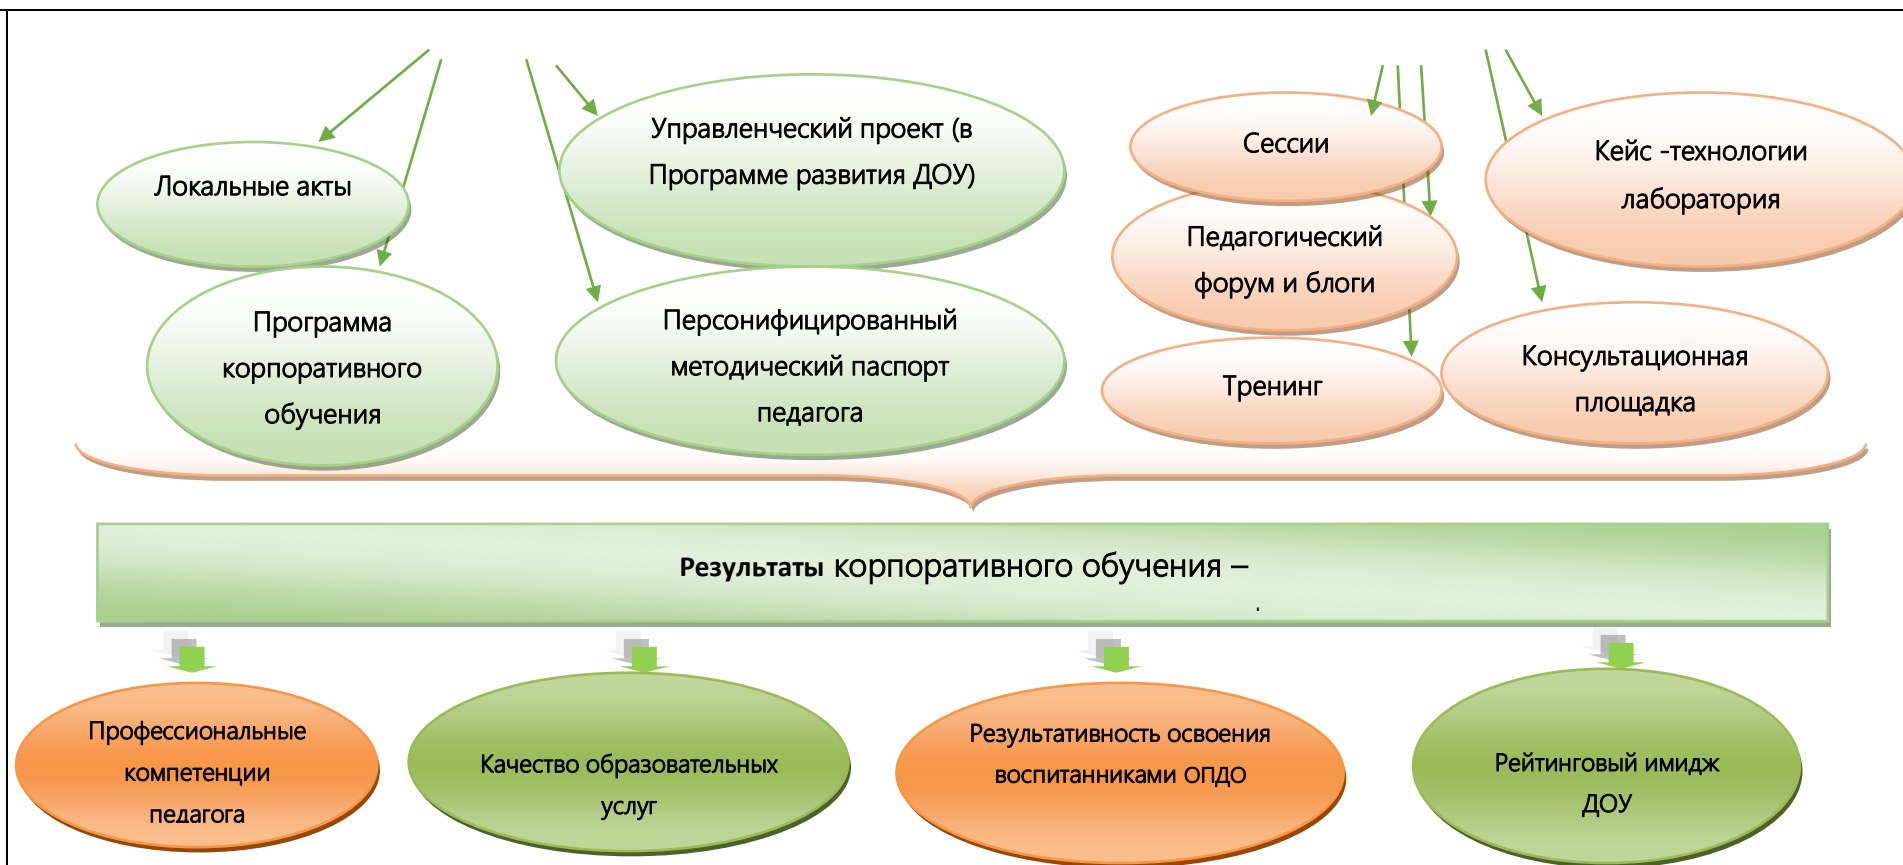 Локальные акты
Управленческий проект (в
Программе развития ДОУ)
Сессии
Кейс -технологии
лаборатория
Педагогический
форум и блоги
Программа
корпоративного
обучения
Персонифицированный
методический паспорт
педагога
Тренинг
Консультационная
площадка
Результаты корпоративного обучения –
.
Профессиональные
компетенции
педагога
Качество образовательных
услуг
Результативность освоения
воспитанниками ОПДО
Рейтинговый имидж
ДОУ